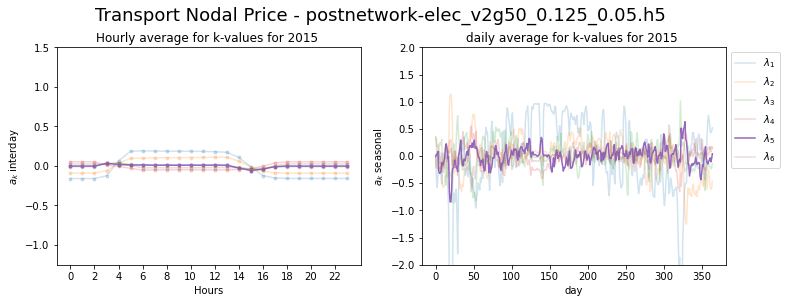 Transport Nodal Price - postnetwork-elec_v2g50_0.125_0.05.h5
Hourly average for k-values for 2015
1.5
1.0
0.5
0.0
−0.5
−1.0
a_k interday
0 2 4 6 8 10 12 14 16 18 20 22
Hours
daily average for k-values for 2015
2.0
1.5
1.0
0.5
0.0
−0.5
−1.0
−1.5
−2.0
a_k seasonal
0 50 100 150 200 250 300 350
day
λ₁
λ₂
λ₃
λ₄
λ₅
λ₆